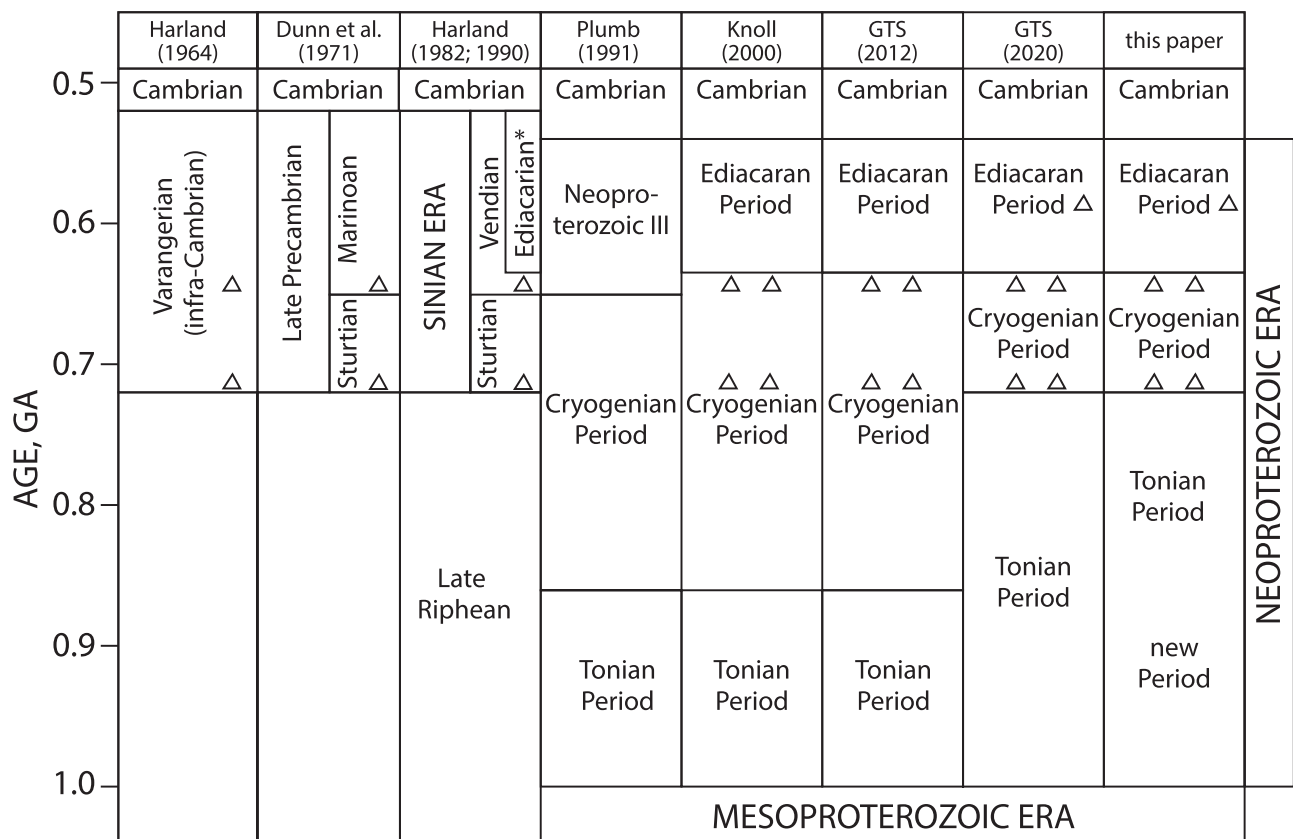 Harland
(1964)
Dunn et al.
(1971)
Harland
(1982; 1990)
Plumb
(1991)
Knoll
(2000)
GTS
(2012)
GTS
(2020)
this paper
AGE, GA
0.5
0.6
0.7
0.8
0.9
1.0
Cambrian
Varangerian
(infra-Cambrian)
Cambrian
Late Precambrian
Marinoan
Sturtian
Cambrian
SINIAN ERA
Vendian
Ediacarian*
Sturtian
Late
Riphean
Cambrian
Neopro-
terozoic III
Cryogenian
Period
Tonian
Period
Cambrian
Ediacaran
Period
Cryogenian
Period
Tonian
Period
Cambrian
Ediacaran
Period
Cryogenian
Period
Tonian
Period
Cambrian
Ediacaran
Period
Cryogenian
Period
Tonian
Period
Cambrian
Ediacaran
Period
Cryogenian
Period
Tonian
Period
new
Period
NEOPROTEROZOIC ERA
MESOPROTEROZOIC ERA